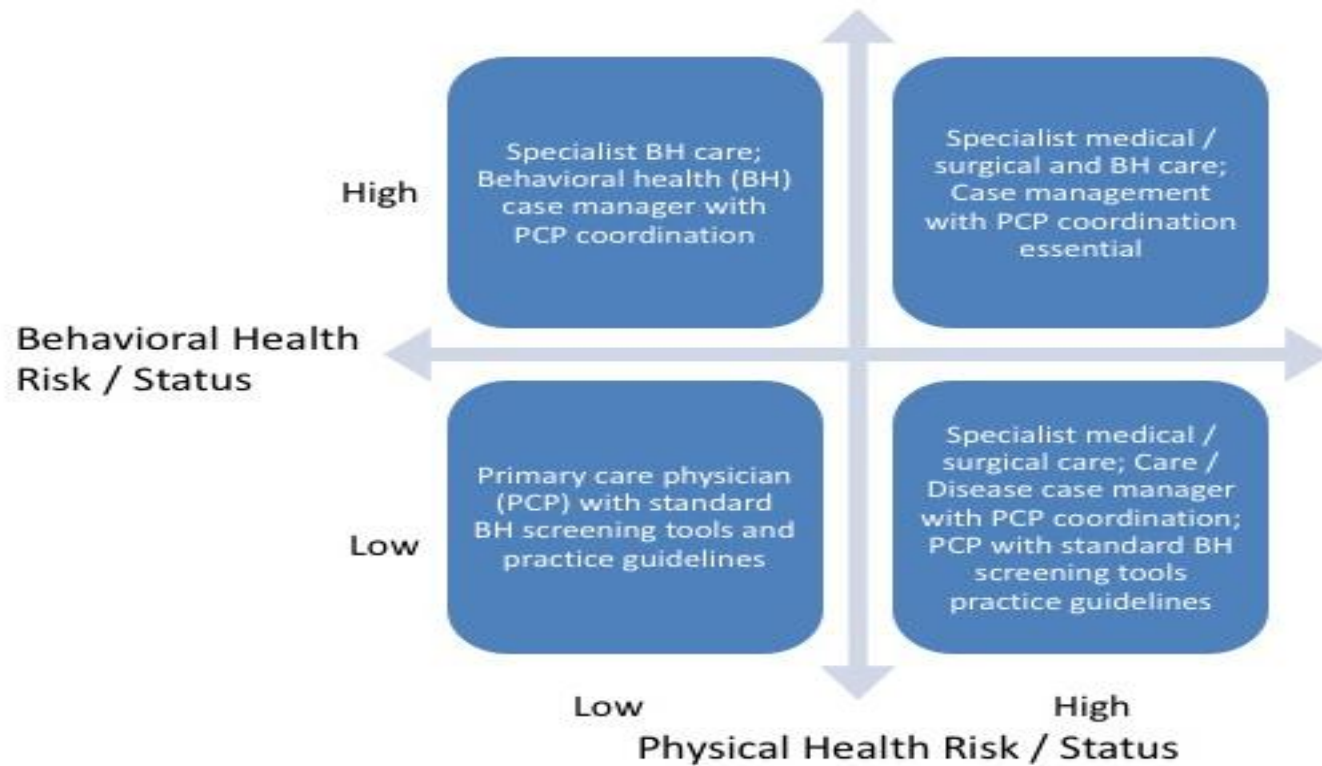 Specialist BH care;
Behavioral health (BH)
case manager with
PCP coordination
Specialist medical /
surgical and BH care;
Case management
with PCP coordination
essential
High
Behavioral Health
Risk / Status
Primary care physician
(PCP) with standard
BH screening tools and
practice guidelines
Specialist medical /
surgical care; Care /
Disease case manager
with PCP coordination;
PCP with standard BH
screening tools
practice guidelines
Low
Low
High
Physical Health Risk / Status